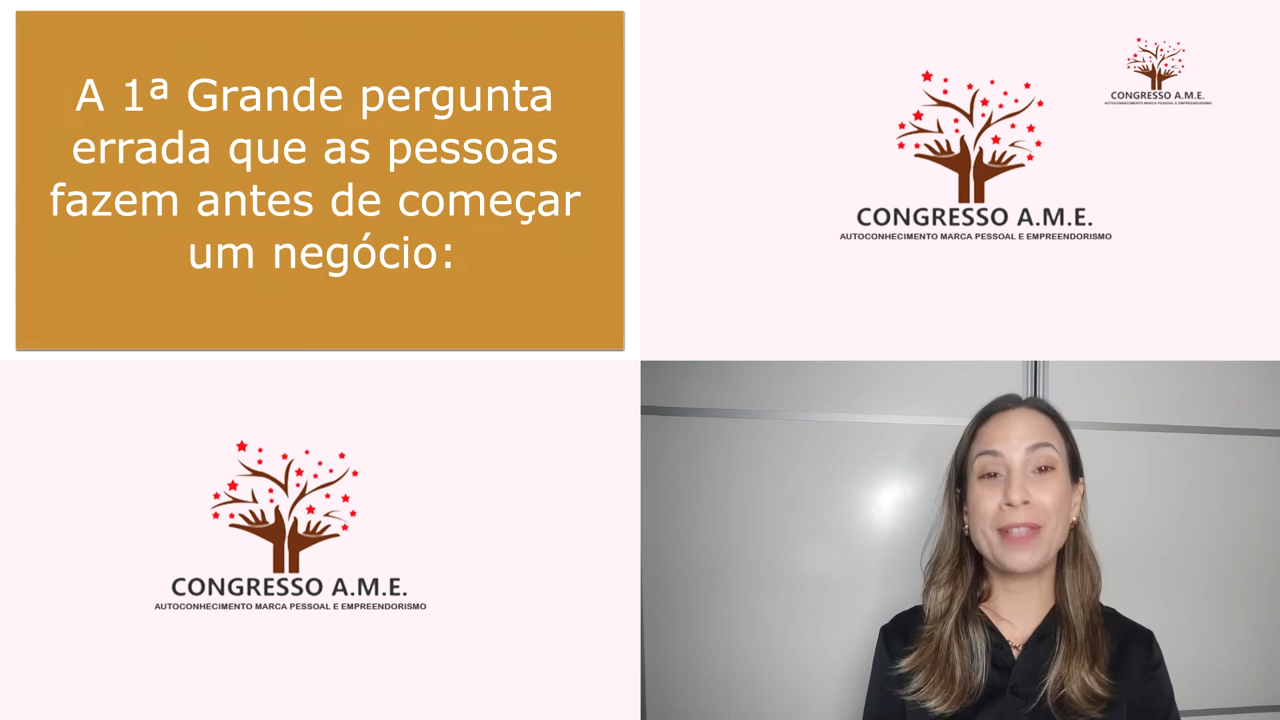 A 1ª Grande pergunta
errada que as pessoas
fazem antes de começar
um negócio:
CONGRESSO A.M.E.
AUTOCONHECIMENTO MARCA PESSOAL E EMPREENDORISMO
CONGRESSO A.M.E.
AUTOCONHECIMENTO MARCA PESSOAL E EMPREENDORISMO
CONGRESSO A.M.E.
AUTOCONHECIMENTO MARCA PESSOAL E EMPREENDORISMO